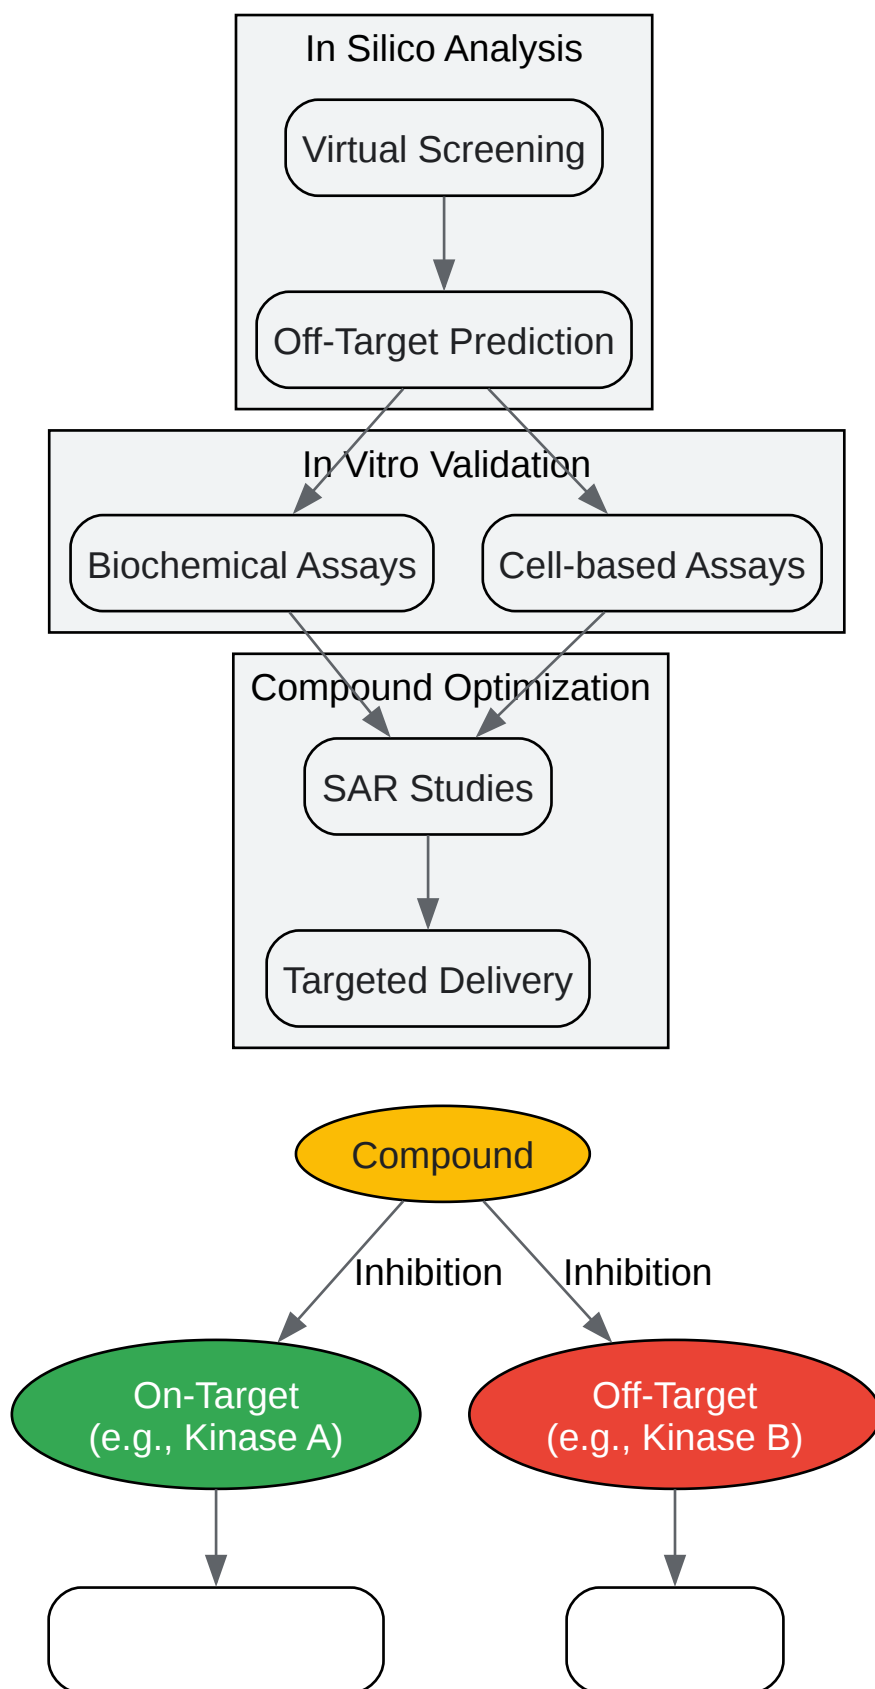 In Silico Analysis
Virtual Screening
Off-Target Prediction
In Vitro Validation
Biochemical Assays
Cell-based Assays
Compound Optimization
SAR Studies
Targeted Delivery
Compound
Inhibition
Inhibition
On-Target
(e.g., Kinase A)
Off-Target
(e.g., Kinase B)